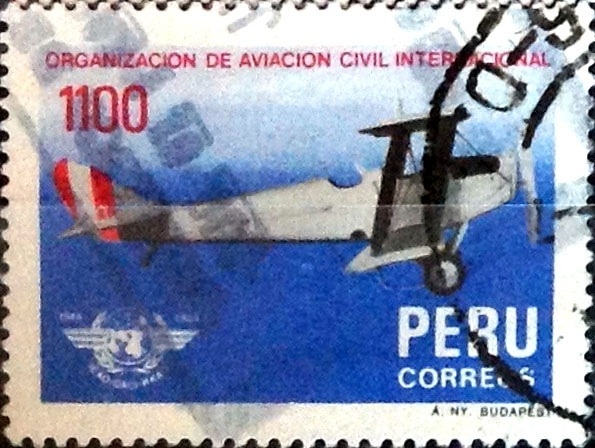 ORGANIZACION DE AVIACION CIVIL INTERNACIONAL
1100
PERU
CORREOS
A. NY. BUDAPEST